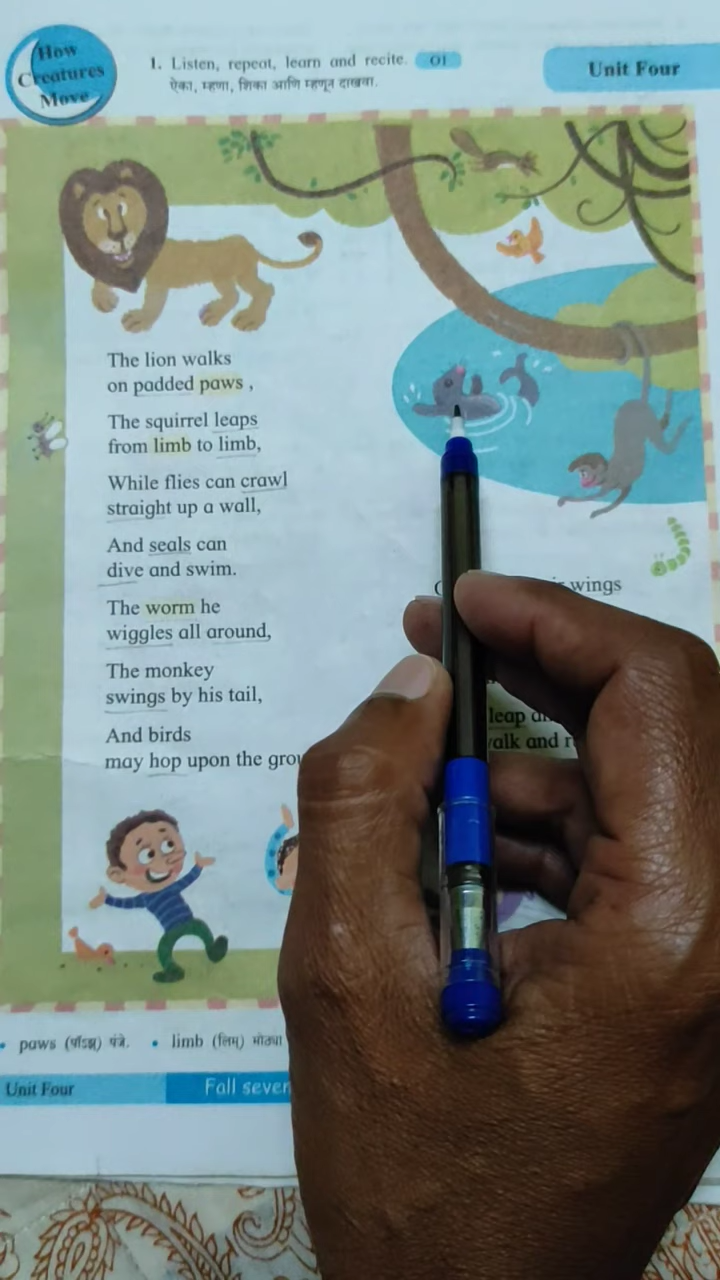 How
Creatures
Move
1. Listen, repeat, learn and recite. 01
ऐका, म्हणा, शिका आणि म्हणून दाखवा.
Unit Four
The lion walks
on padded paws ,
The squirrel leaps
from limb to limb,
While flies can crawl
straight up a wall,
And seals can
dive and swim.
The worm he
wiggles all around,
The monkey
swings by his tail,
And birds
may hop upon the
wings
leap
and
• paws (पॉऽझ्) पंजे. • limb (लिम्) मोठ्या
Unit Four
Fall